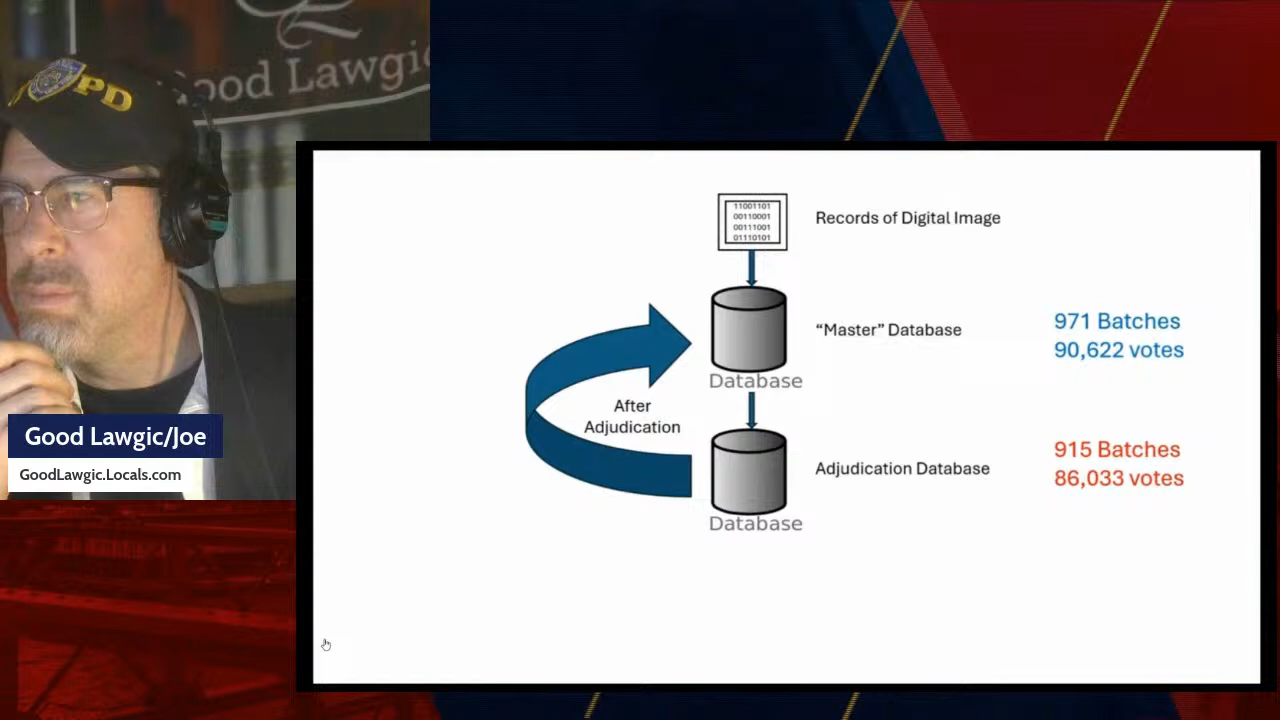 PD
Good Lawgic
Good Lawgic/Joe
GoodLawgic.Locals.com
11001101
00110001
00111001
01110101
Records of Digital Image
“Master” Database
971 Batches
90,622 votes
Database
After
Adjudication
Adjudication Database
915 Batches
86,033 votes
Database